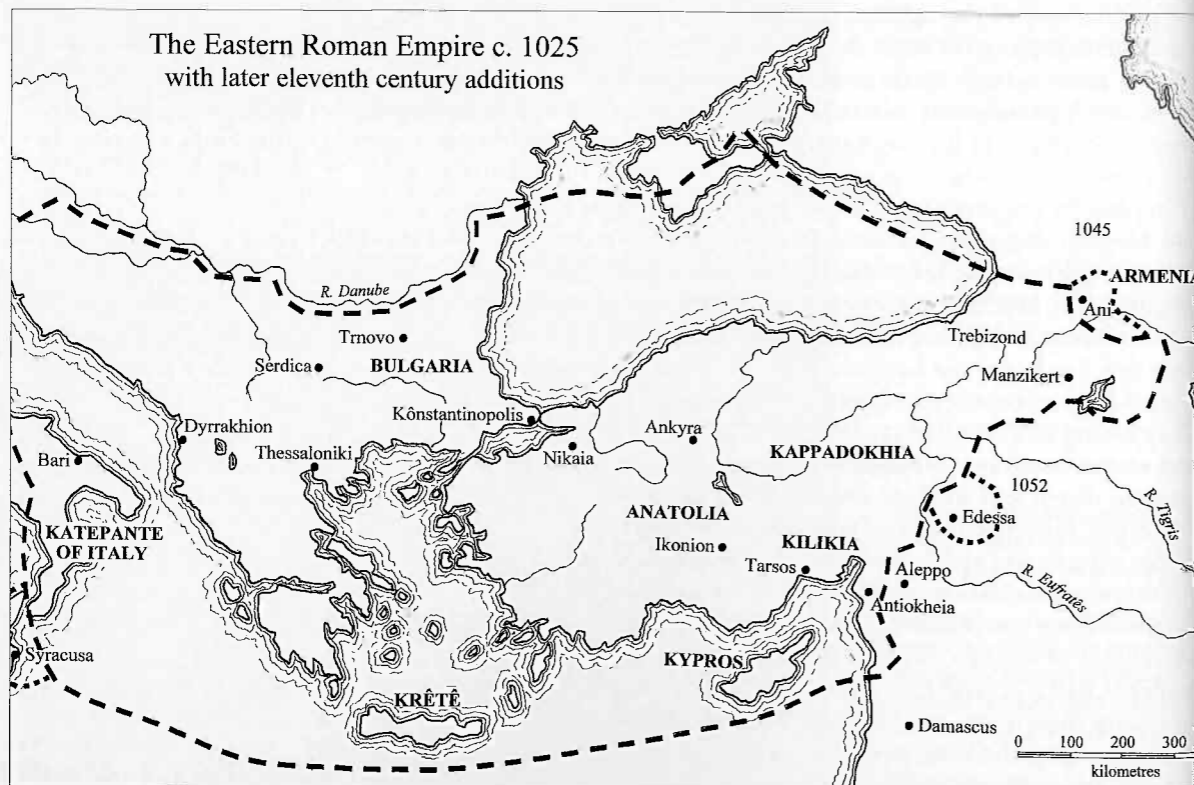 The Eastern Roman Empire c. 1025
with later eleventh century additions
1045
ARMENIA
Ani
R. Danube
Trnovo
Trebizond
Serdica
BULGARIA
Manzikert
Kônstantinopolis
Dyrrakhion
Ankyra
Thessaloniki
Nikaia
KAPPADOKHIA
Bari
1052
R. Tigris
ANATOLIA
Edessa
KATEPANTE
OF ITALY
Ikonion
KILIKIA
Tarsos
Aleppo
R. Eufratês
Antiokheia
Syracusa
KYPROS
KRÊTÊ
Damascus
0 100 200 300
kilometres